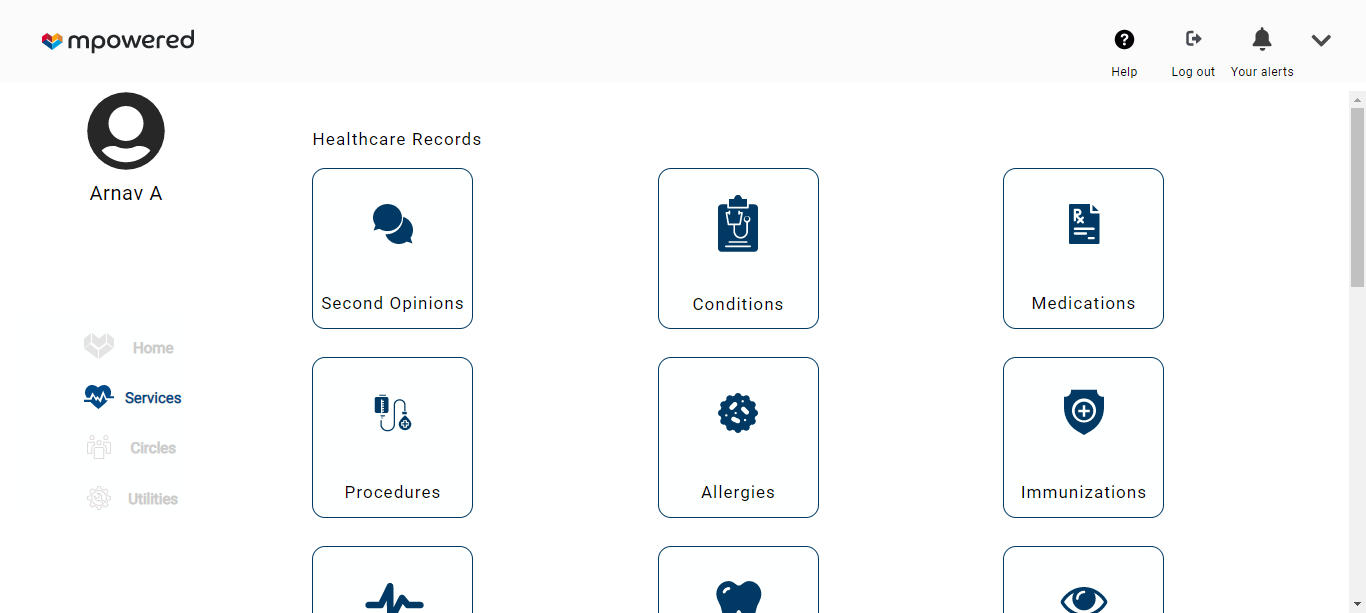 mpowered
Help
Log out
Your alerts
Arnav A
Home
Services
Circles
Utilities
Healthcare Records
Second Opinions
Conditions
Rx
Medications
Procedures
Allergies
Immunizations